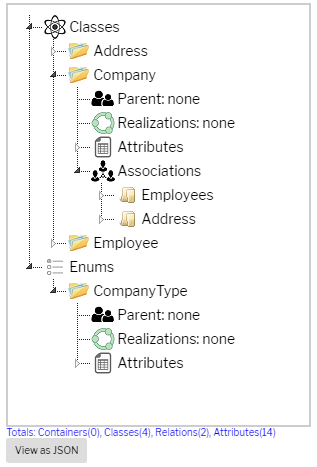 Classes
Address
Company
Parent: none
Realizations: none
Attributes
Associations
Employees
Address
Employee
Enums
CompanyType
Parent: none
Realizations: none
Attributes
Totals: Containers(0), Classes(4), Relations(2), Attributes(14)
View as JSON